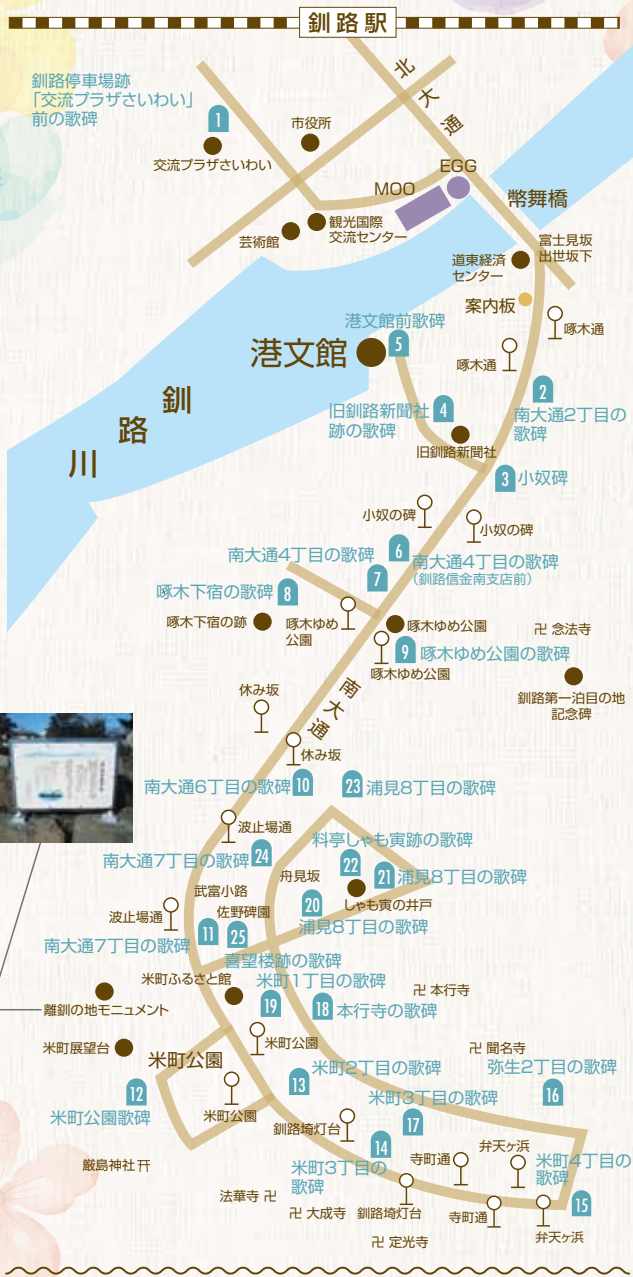 釧路駅
北大通
釧路停車場跡
「交流プラザさいわい」
前の歌碑
1
交流プラザさいわい
市役所
EGG
MOO
幣舞橋
観光国際
交流センター
芸術館
道東経済
センター
富士見坂
出世坂下
案内板
啄木通
啄木通
港文館前歌碑
5
港文館
釧路川
2
南大通2丁目の
歌碑
旧釧路新聞社
跡の歌碑
4
旧釧路新聞社
3
小奴碑
小奴の碑
小奴の碑
南大通4丁目の歌碑
7
6
南大通4丁目の歌碑
(釧路信金南支店前)
啄木下宿の歌碑
8
啄木下宿の跡
啄木ゆめ
公園
啄木ゆめ公園
卍 念法寺
9
啄木ゆめ公園の歌碑
啄木ゆめ公園
釧路第一泊目の地
記念碑
南大通
休み坂
休み坂
南大通6丁目の歌碑
10
23
浦見8丁目の歌碑
波止場通
料亭しゃも寅跡の歌碑
22
南大通7丁目の歌碑
24
舟見坂
21
浦見8丁目の歌碑
しゃも寅の井戸
武富小路
20
浦見8丁目の歌碑
波止場通
佐野碑園
11
25
南大通7丁目の歌碑
喜望楼跡の歌碑
米町ふるさと館
米町1丁目の歌碑
19
18
本行寺の歌碑
卍 本行寺
離釧の地モニュメント
米町展望台
米町公園
米町公園
卍 聞名寺
12
米町公園歌碑
米町公園
13
米町2丁目の歌碑
弥生2丁目の歌碑
16
米町3丁目の歌碑
17
釧路埼灯台
14
米町3丁目の
歌碑
寺町通
弁天ヶ浜
米町4丁目の
歌碑
15
厳島神社
法華寺 卍
卍 大成寺
釧路埼灯台
寺町通
弁天ヶ浜
卍 定光寺